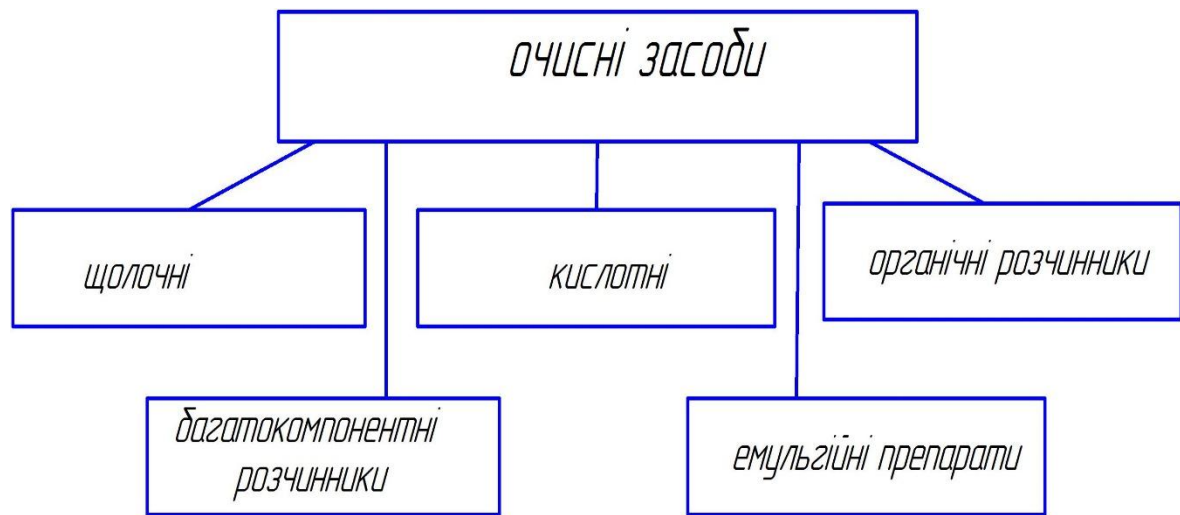 очисні засоби
щолочні
кислотні
органічні розчинники
багатокомпонентні
розчинники
емульгійні препарати